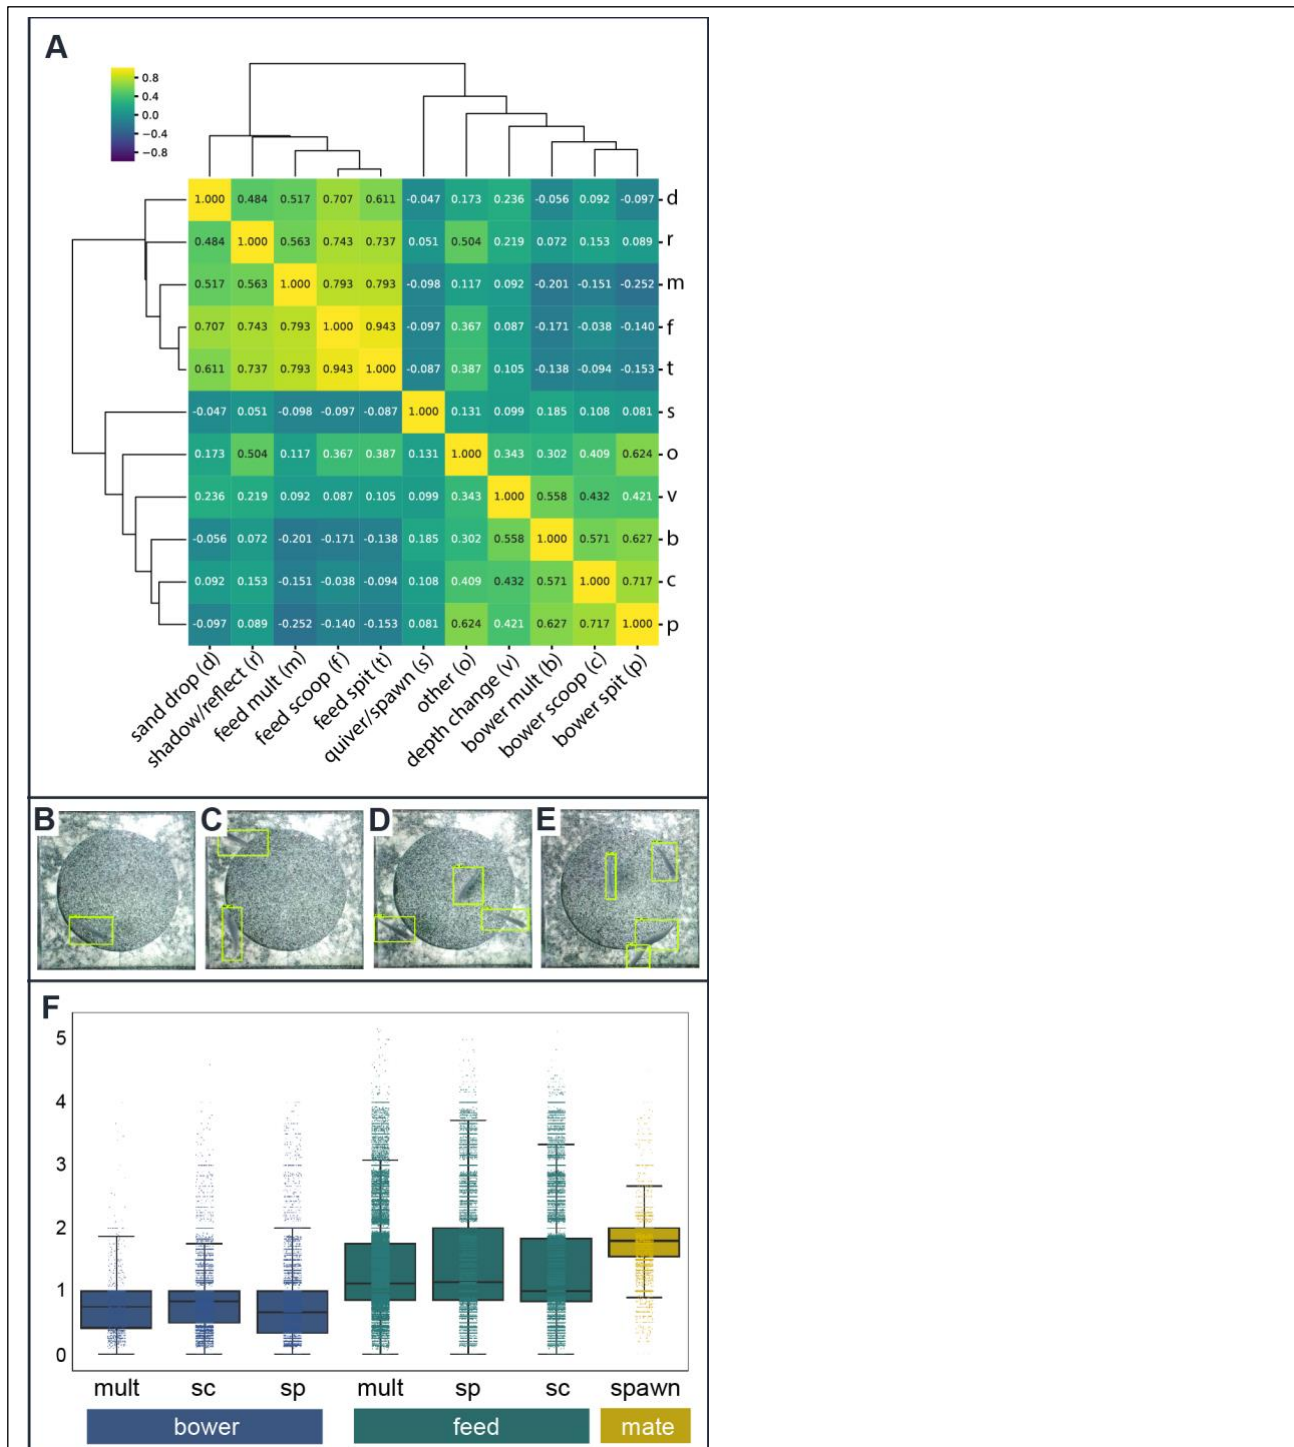 A
0.8
0.4
0.0
−0.4
−0.8
1.000 0.484 0.517 0.707 0.611 -0.047 0.173 0.236 -0.056 0.092 -0.097 d
0.484 1.000 0.563 0.743 0.737 0.051 0.504 0.219 0.072 0.153 0.089 r
0.517 0.563 1.000 0.793 0.793 -0.098 0.117 0.092 -0.201 -0.151 -0.252 m
0.707 0.743 0.793 1.000 0.943 -0.097 0.367 0.087 -0.171 -0.038 -0.140 f
0.611 0.737 0.793 0.943 1.000 -0.087 0.387 0.105 -0.138 -0.094 -0.153 t
-0.047 0.051 -0.098 -0.097 -0.087 1.000 0.131 0.099 0.185 0.108 0.081 s
0.173 0.504 0.117 0.367 0.387 0.131 1.000 0.343 0.302 0.409 0.624 o
0.236 0.219 0.092 0.087 0.105 0.099 0.343 1.000 0.558 0.432 0.421 v
-0.056 0.072 -0.201 -0.171 -0.138 0.185 0.302 0.558 1.000 0.571 0.627 b
0.092 0.153 -0.151 -0.038 -0.094 0.108 0.409 0.432 0.571 1.000 0.717 c
-0.097 0.089 -0.252 -0.140 -0.153 0.081 0.624 0.421 0.627 0.717 1.000 p
sand drop (d)
shadow/reflect (r)
feed mult (m)
feed scoop (f)
feed spit (t)
quiver/spawn (s)
other (o)
depth change (v)
bower mult (b)
bower scoop (c)
bower spit (p)
B C D E
F
5
4
3
2
1
0
mult sc sp mult sp sc spawn
bower feed mate